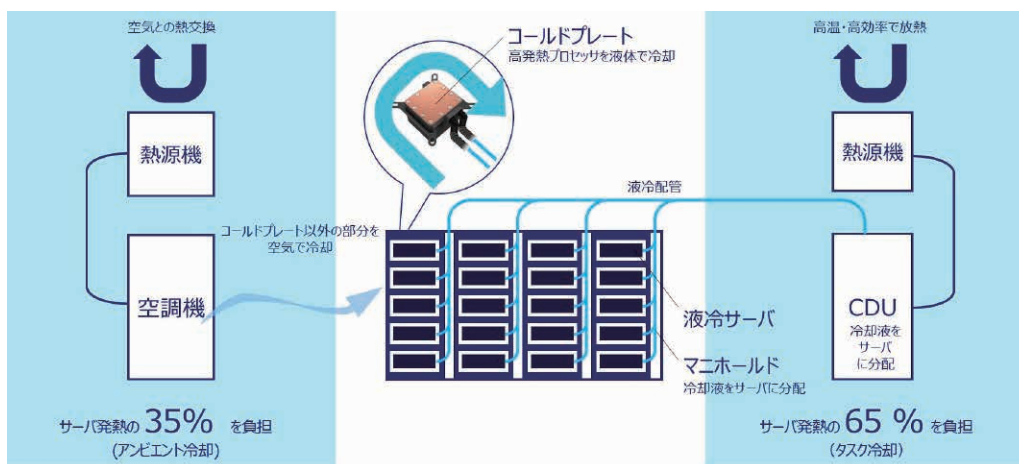 空気との熱交換
熱源機
コールドプレート以外の部分を
空気で冷却
空調機
サーバ発熱の 35% を負担
(アンビエント冷却)
コールドプレート
高発熱プロセッサを液体で冷却
液冷配管
液冷サーバ
マニホールド
冷却液をサーバに分配
高温・高効率で放熱
熱源機
CDU
冷却液を
サーバ
に分配
サーバ発熱の 65 % を負担
(タスク冷却)